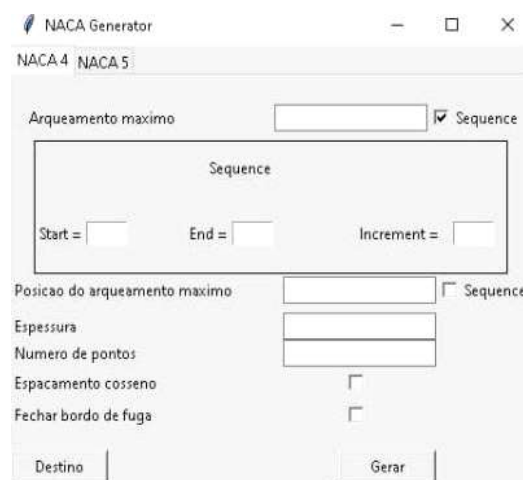 NACA Generator
NACA 4 NACA 5
Arqueamento maximo Sequence
Sequence
Start = End = Increment =
Posicao do arqueamento maximo Sequence
Espessura
Numero de pontos
Espacamento cosseno
Fechar bordo de fuga
Destino Gerar